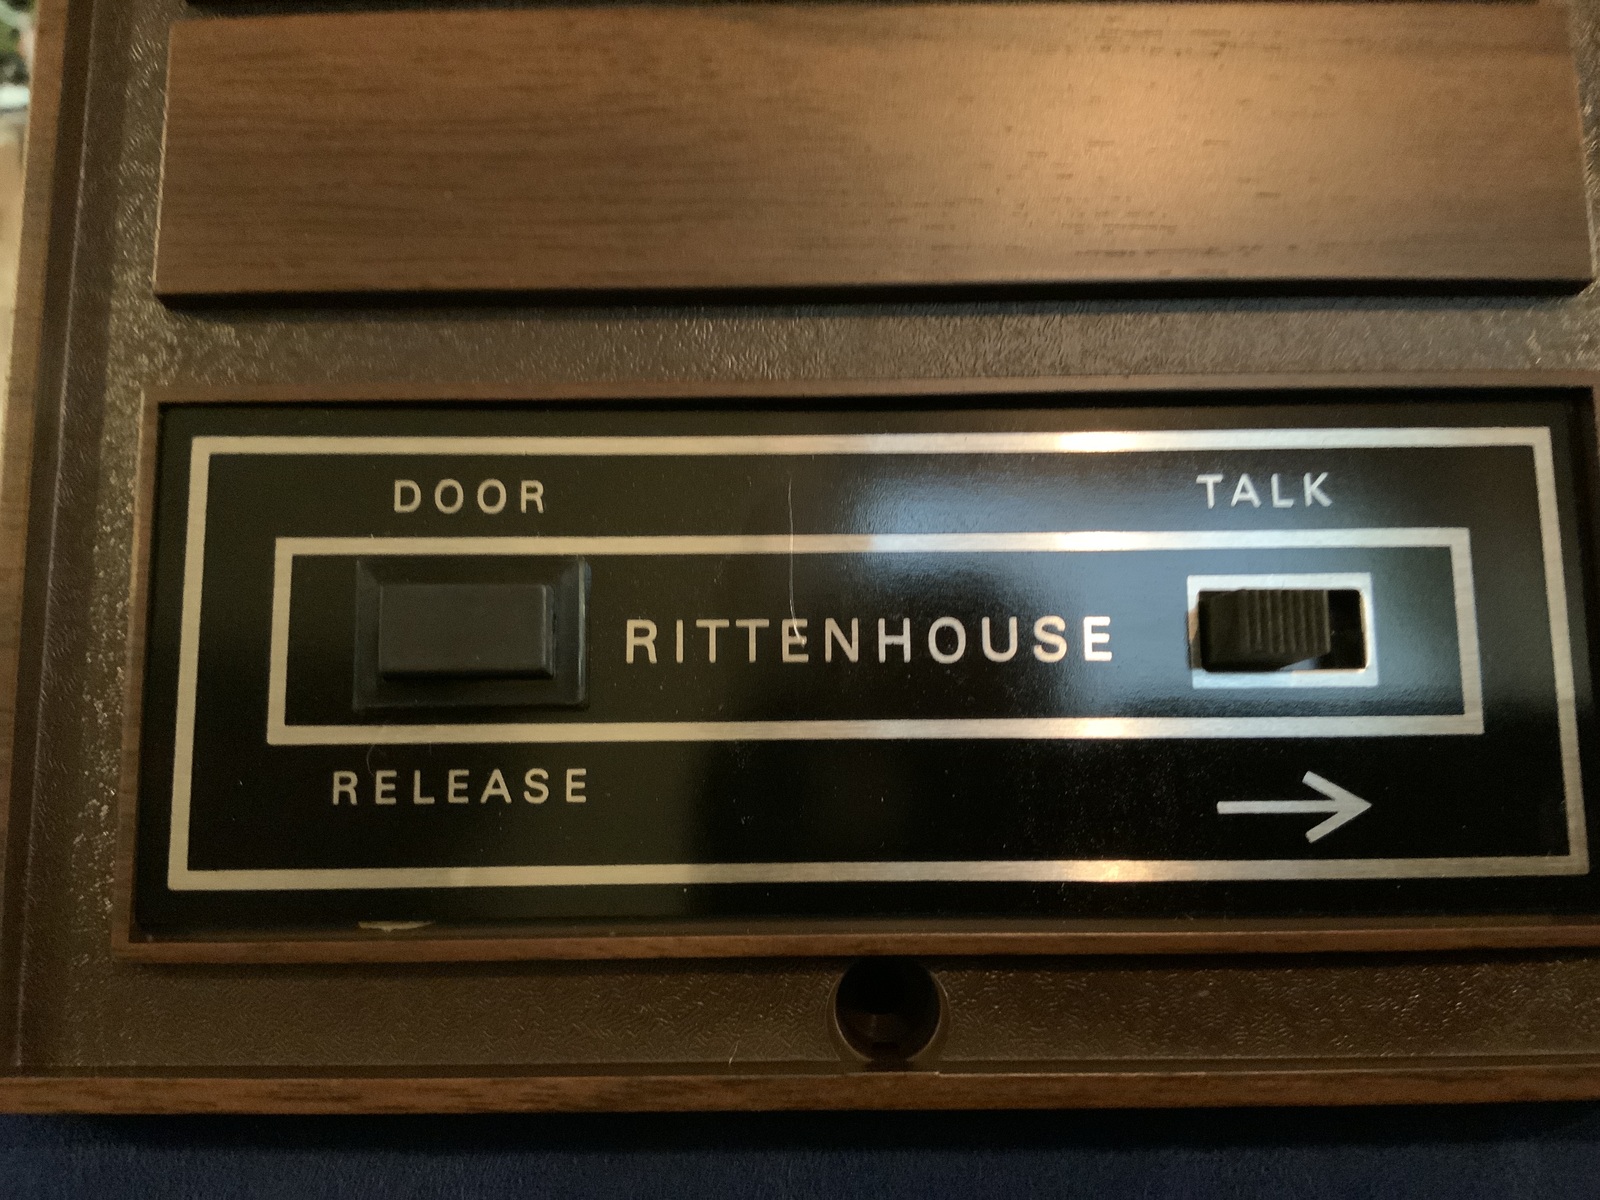 DOOR
TALK
RITTENHOUSE
RELEASE
→